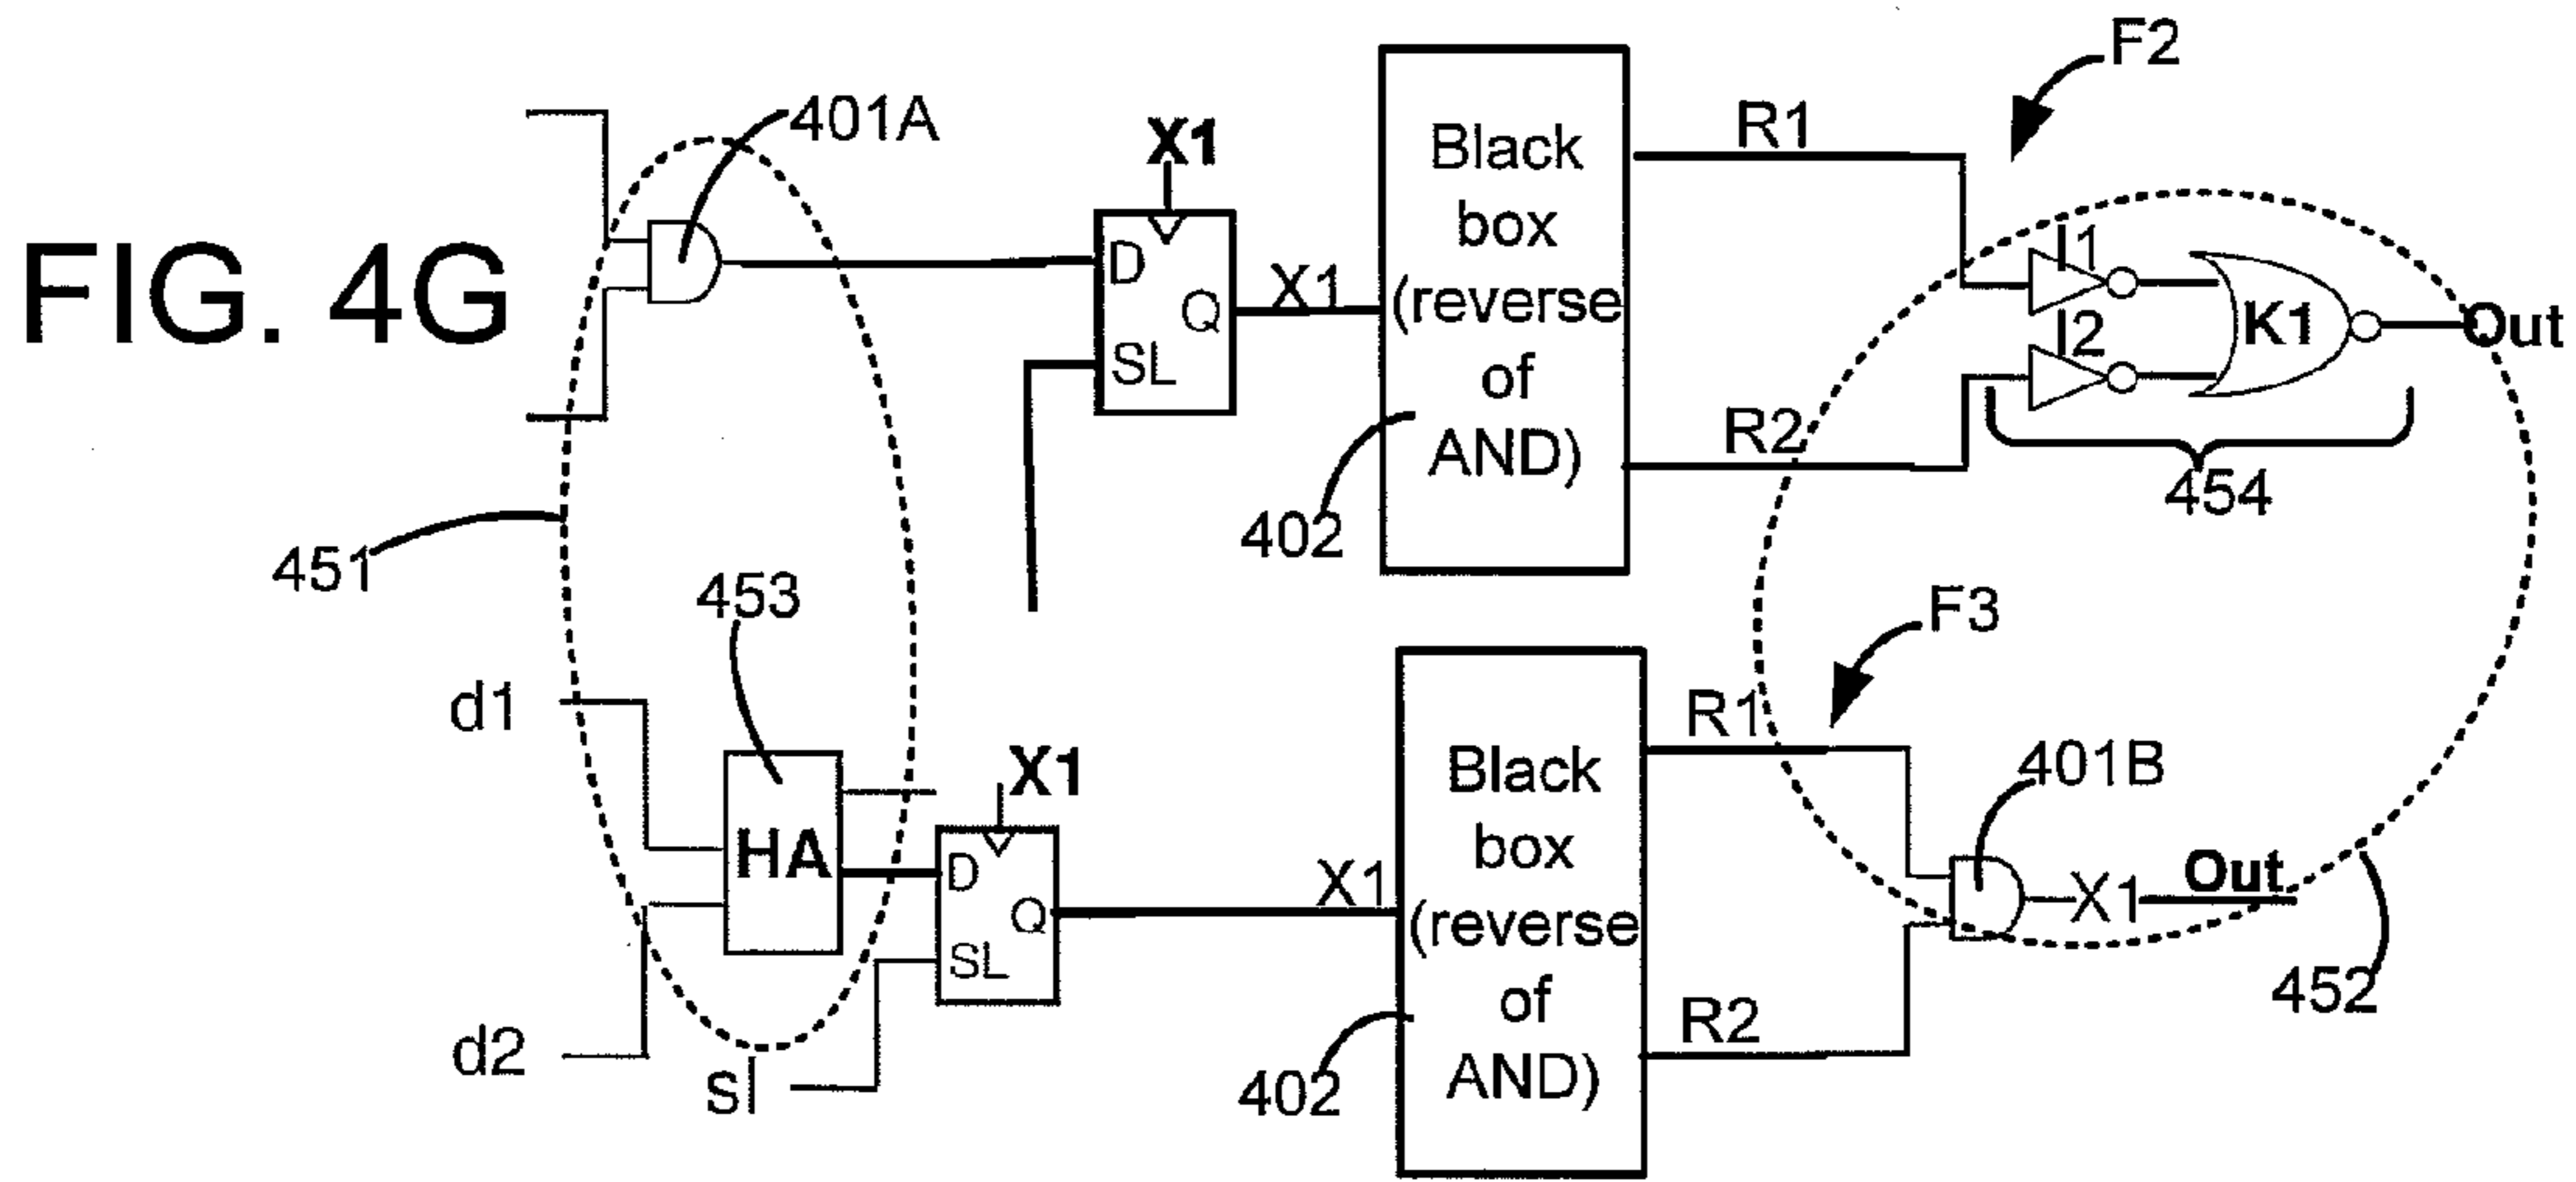 FIG. 4G
401A
X1
D
SL
Q
X1
Black
box
(reverse
of
AND)
402
R1
R2
F2
I1
I2
K1
Out
454
451
453
d1
d2
HA
SI
X1
D
SL
Q
X1
Black
box
(reverse
of
AND)
402
R1
R2
F3
401B
X1
Out
452